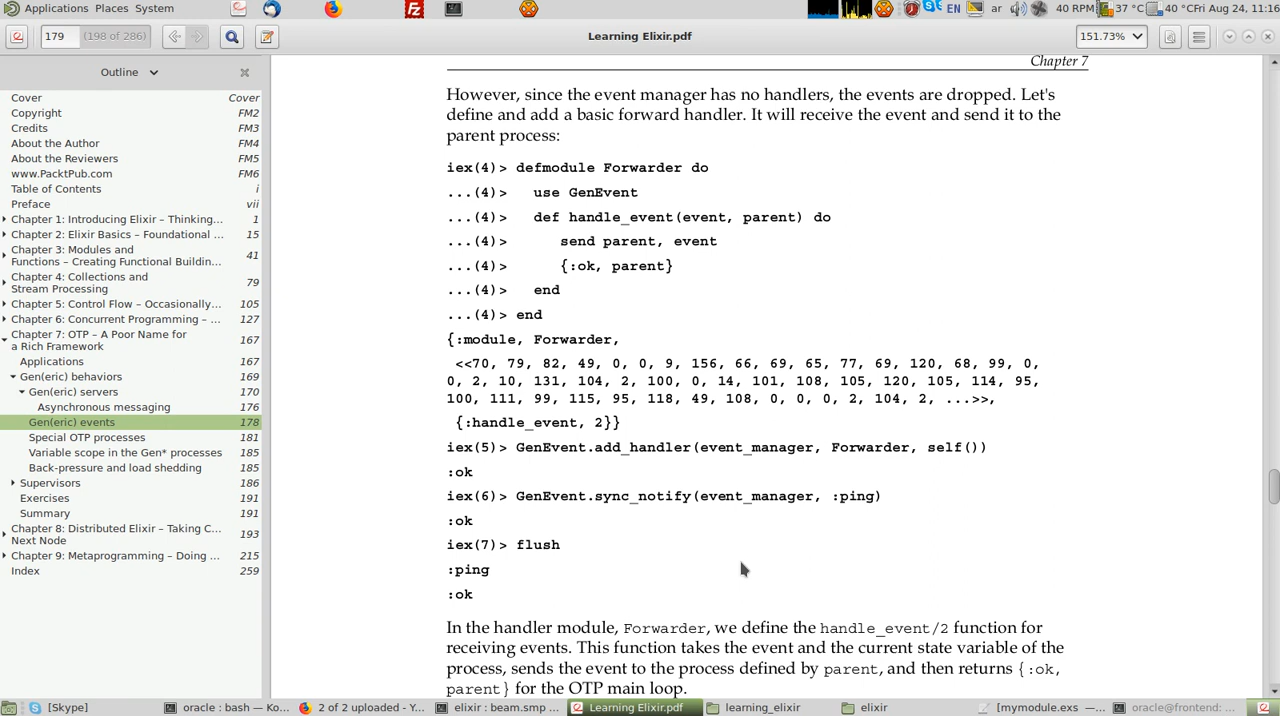 Applications Places System
EN
ar
40 RPM
37 °C
40 °C
Fri Aug 24, 11:16
179
(198 of 286)
Learning Elixir.pdf
151.73%
Outline
Cover Cover
Copyright FM2
Credits FM3
About the Author FM4
About the Reviewers FM5
www.PacktPub.com FM6
Table of Contents i
Preface vii
Chapter 1: Introducing Elixir – Thinking... 1
Chapter 2: Elixir Basics – Foundational ... 15
Chapter 3: Modules and
Functions – Creating Functional Buildin... 41
Chapter 4: Collections and
Stream Processing 79
Chapter 5: Control Flow – Occasionally... 105
Chapter 6: Concurrent Programming – ... 127
Chapter 7: OTP – A Poor Name for
a Rich Framework 167
Applications 167
Gen(eric) behaviors 169
Gen(eric) servers 170
Asynchronous messaging 176
Gen(eric) events 178
Special OTP processes 181
Variable scope in the Gen* processes 185
Back-pressure and load shedding 185
Supervisors 186
Exercises 191
Summary 191
Chapter 8: Distributed Elixir – Taking C...
Next Node 193
Chapter 9: Metaprogramming – Doing ... 215
Index 259
Chapter 7
However, since the event manager has no handlers, the events are dropped. Let's
define and add a basic forward handler. It will receive the event and send it to the
parent process:
iex(4)> defmodule Forwarder do
...(4)>   use GenEvent
...(4)>   def handle_event(event, parent) do
...(4)>      send parent, event
...(4)>      {:ok, parent}
...(4)>   end
...(4)> end
{:module, Forwarder,
<<70, 79, 82, 49, 0, 0, 9, 156, 66, 69, 65, 77, 69, 120, 68, 99, 0,
0, 2, 10, 131, 104, 2, 100, 0, 14, 101, 108, 105, 120, 105, 114, 95,
100, 111, 99, 115, 95, 118, 49, 108, 0, 0, 0, 2, 104, 2, ...>>,
{:handle_event, 2}}
iex(5)> GenEvent.add_handler(event_manager, Forwarder, self())
:ok
iex(6)> GenEvent.sync_notify(event_manager, :ping)
:ok
iex(7)> flush
:ping
:ok
In the handler module, Forwarder, we define the handle_event/2 function for
receiving events. This function takes the event and the current state variable of the
process, sends the event to the process defined by parent, and then returns {:ok,
parent} for the OTP main loop.
[Skype]
oracle : bash — Ko...
2 of 2 uploaded - Y...
elixir : beam.smp ...
Learning Elixir.pdf
learning_elixir
elixir
[mymodule.exs —...
oracle@frontend: ...